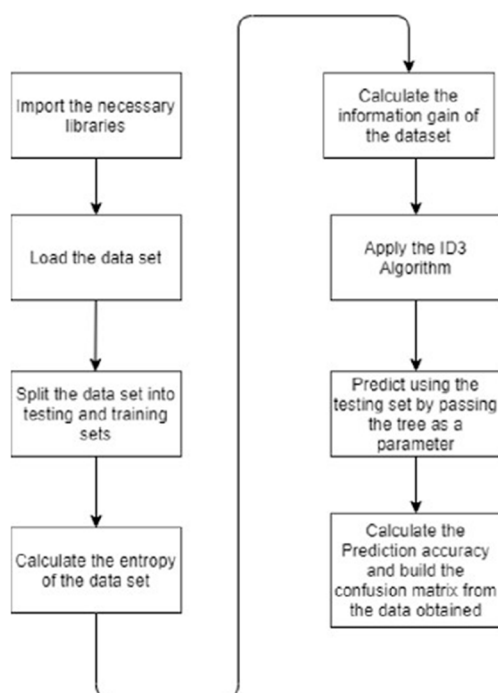 Import the necessary
libraries
Load the data set
Split the data set into
testing and training
sets
Calculate the entropy
of the data set
Calculate the
information gain of
the dataset
Apply the ID3
Algorithm
Predict using the
testing set by passing
the tree as a
parameter
Calculate the
Prediction accuracy
and build the
confusion matrix from
the data obtained